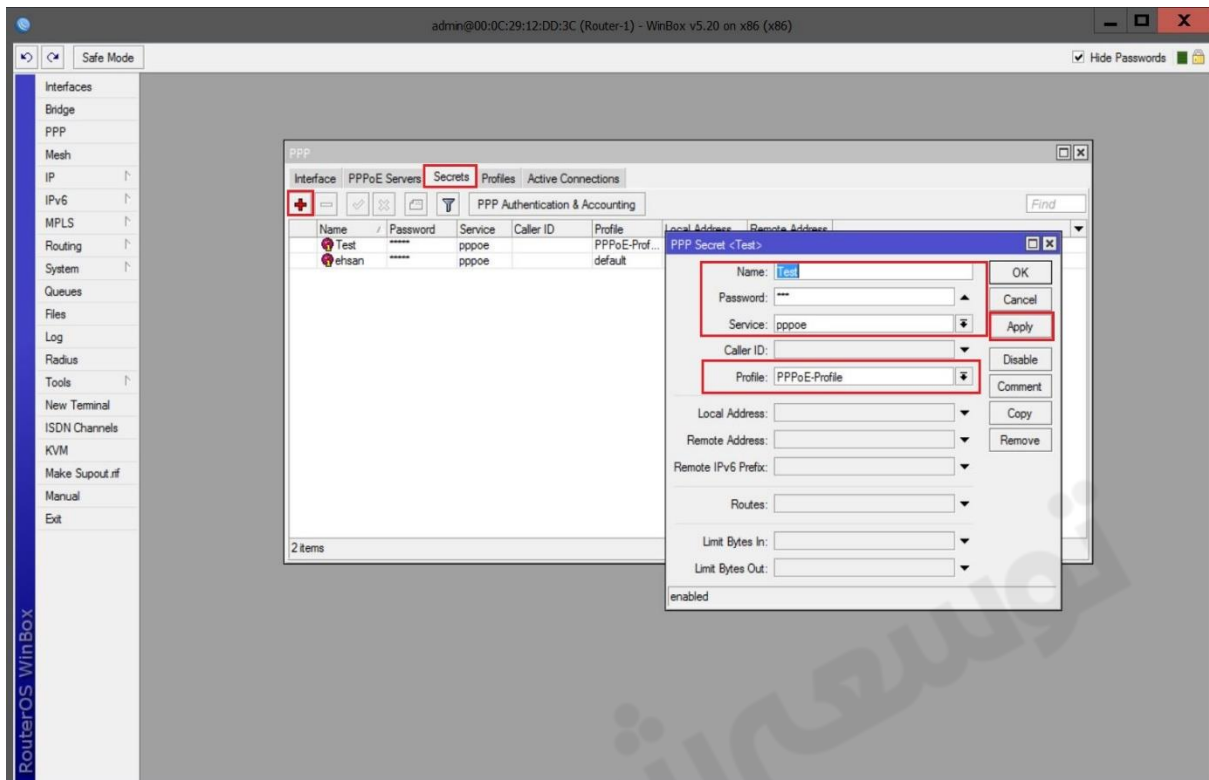 admin@00:0C:29:12:DD:3C (Router-1) - WinBox v5.20 on x86 (x86)
Safe Mode
Hide Passwords
Interfaces
Bridge
PPP
Mesh
IP
IPv6
MPLS
Routing
System
Queues
Files
Log
Radius
Tools
New Terminal
ISDN Channels
KVM
Make Supout.rif
Manual
Exit
RouterOS WinBox
PPP
Interface PPPoE Servers Secrets Profiles Active Connections
PPP Authentication & Accounting Find
Name Password Service Caller ID Profile Local Address Remote Address
Test ***** pppoe PPPoE-Prof...
ehsan ***** pppoe default
2 items
PPP Secret <Test>
Name: Test
Password: ***
Service: pppoe
Caller ID:
Profile: PPPoE-Profile
Local Address:
Remote Address:
Remote IPv6 Prefix:
Routes:
Limit Bytes In:
Limit Bytes Out:
enabled
OK
Cancel
Apply
Disable
Comment
Copy
Remove